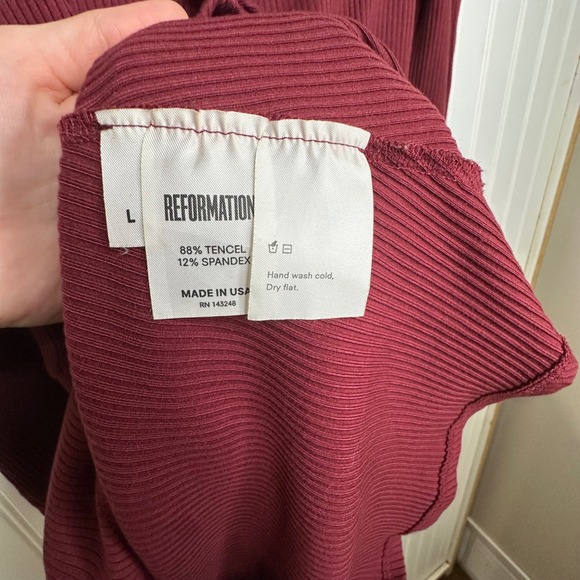 L
REFORMATION
88% TENCEL
12% SPANDEX
MADE IN USA
RN 143248
Hand wash cold,
Dry flat.